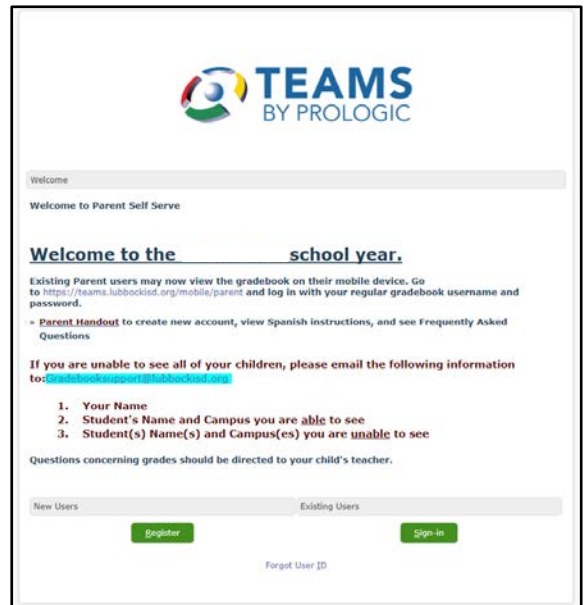 TEAMS
BY PROLOGIC
Welcome
Welcome to Parent Self Serve
Welcome to the school year.
Existing Parent users may now view the gradebook on their mobile device. Go
to https://teams.lubbockisd.org/mobile/parent and log in with your regular gradebook username and
password.
» Parent Handout to create new account, view Spanish instructions, and see Frequently Asked
Questions
If you are unable to see all of your children, please email the following information
to:Gradebooksupport@lubbockisd.org
1. Your Name
2. Student's Name and Campus you are able to see
3. Student(s) Name(s) and Campus(es) you are unable to see
Questions concerning grades should be directed to your child's teacher.
New Users Existing Users
Register Sign-in
Forgot User ID